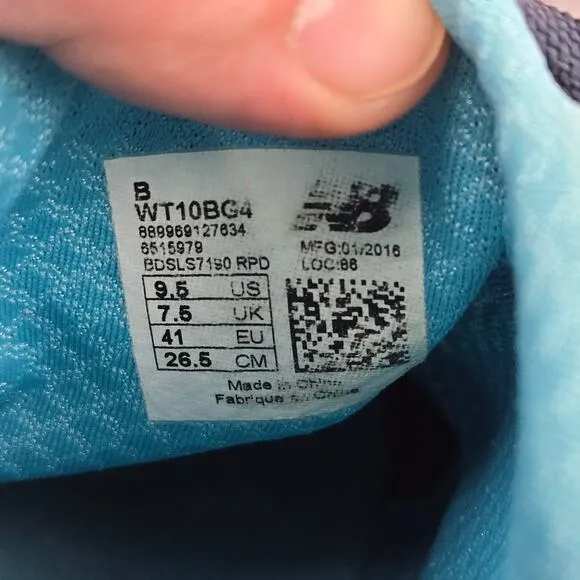 B
WT10BG4
889969127634
6515979
BDSLS7190 RPD
NB
MFG:01/2016
LOC:86
9.5 US
7.5 UK
41 EU
26.5 CM
Made in China
Fabriqué en Chine